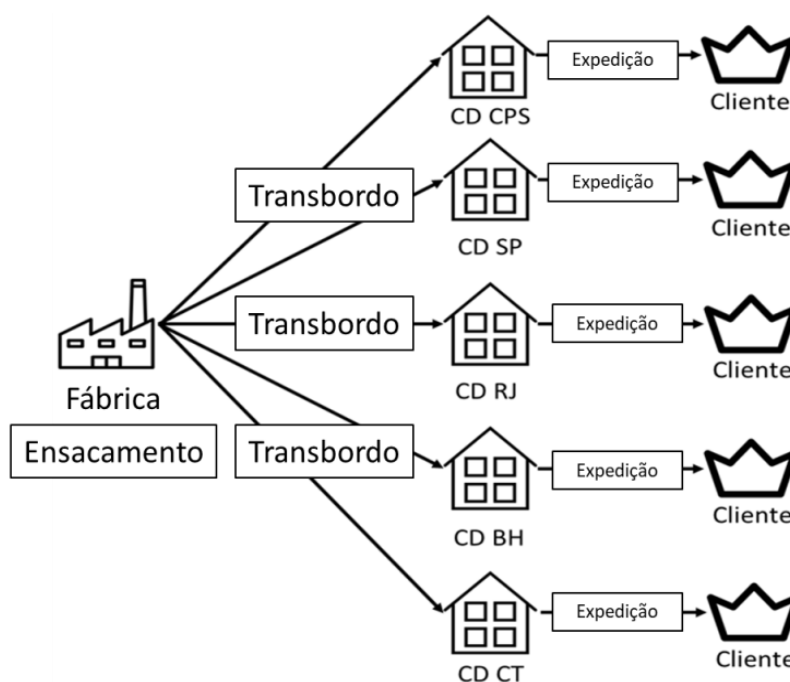 Expedição
Cliente
CD CPS
Transbordo
Expedição
Cliente
CD SP
Transbordo
Expedição
Cliente
CD RJ
Fábrica
Ensacamento
Transbordo
Expedição
Cliente
CD BH
Expedição
Cliente
CD CT